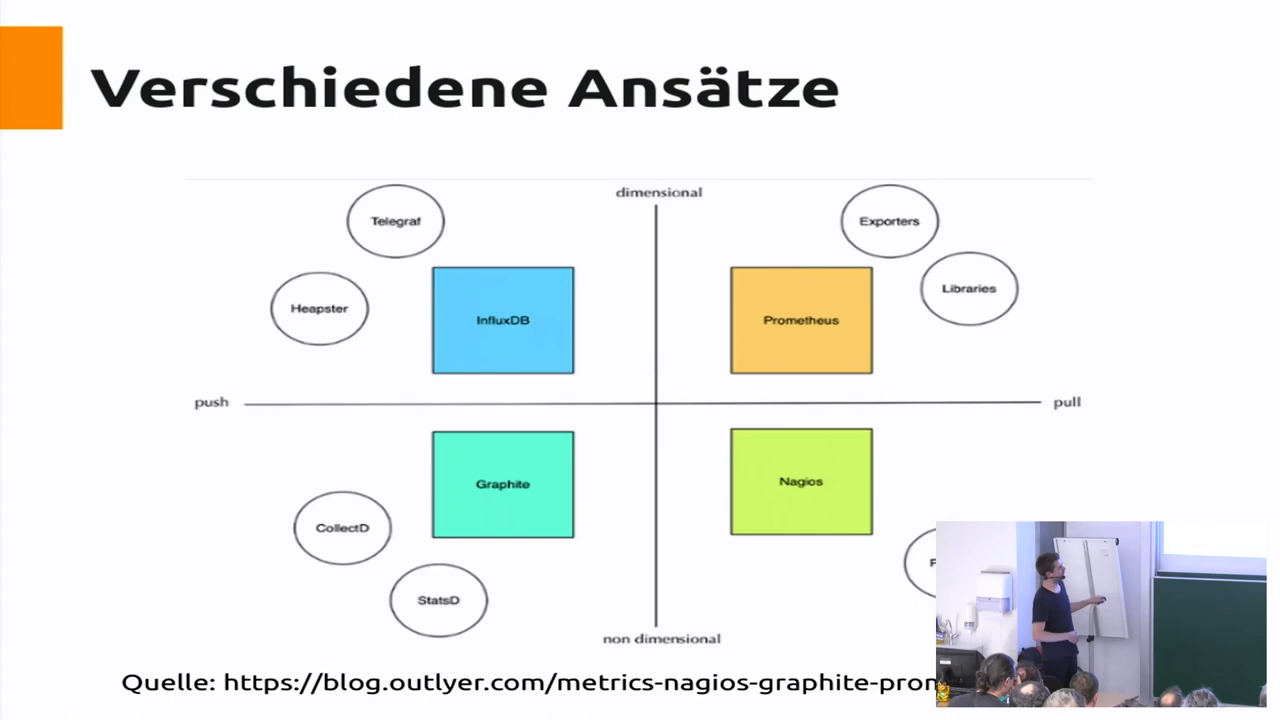 Verschiedene Ansätze
dimensional
Telegraf
Exporters
Heapster
Libraries
InfluxDB
Prometheus
push
pull
Graphite
Nagios
CollectD
StatsD
non dimensional
Quelle: https://blog.outlyer.com/metrics-nagios-graphite-prom